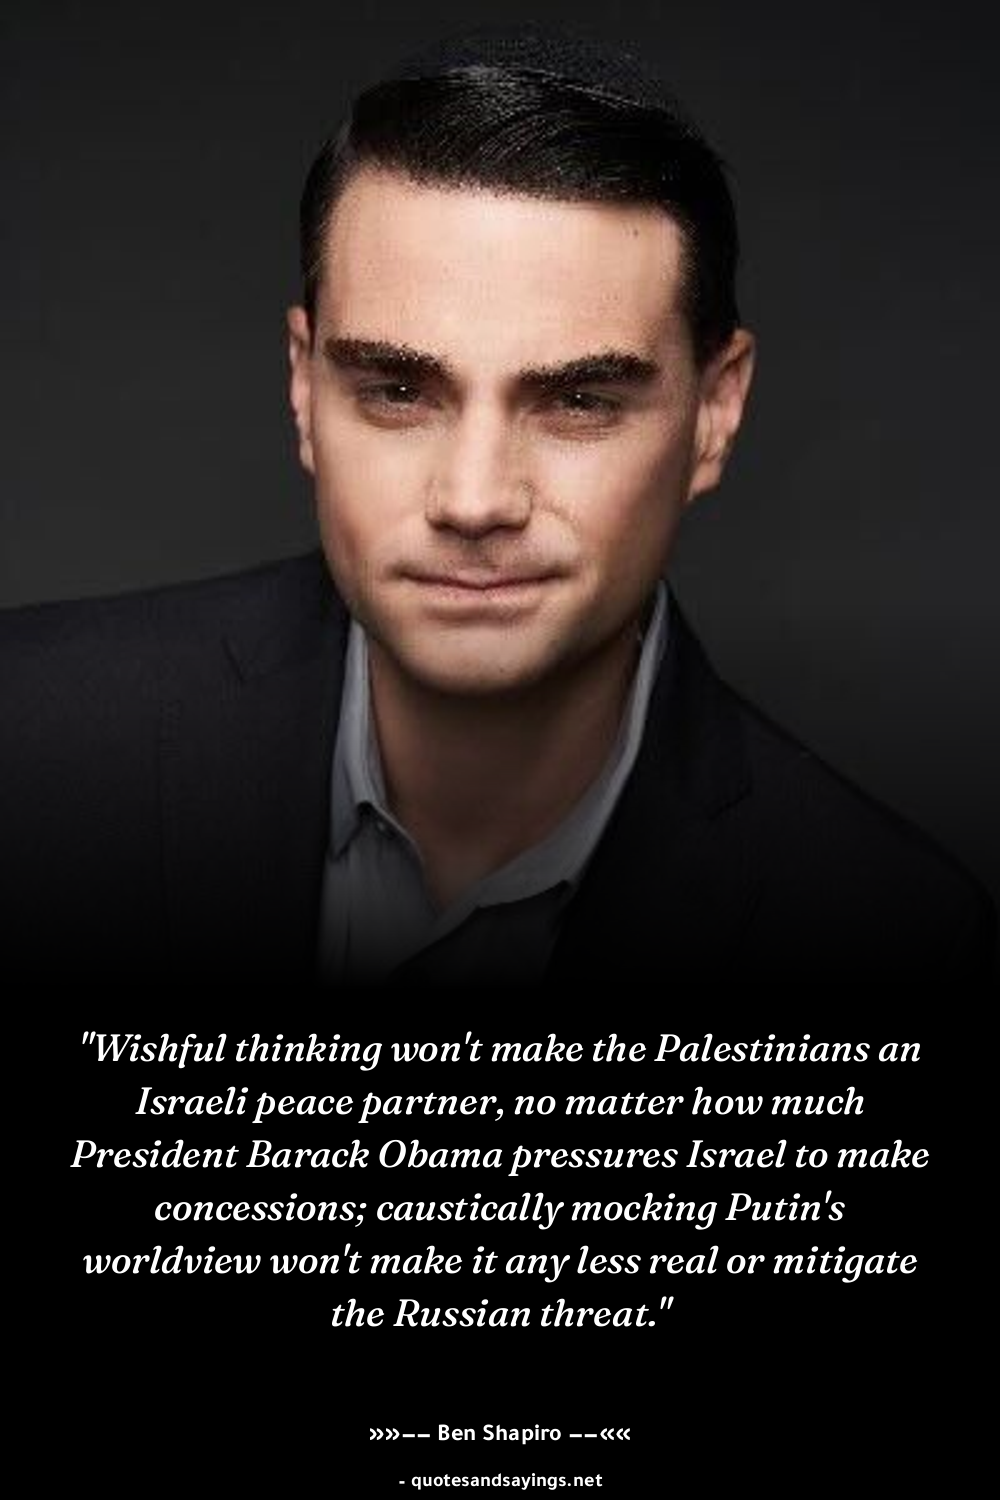 "Wishful thinking won't make the Palestinians an
Israeli peace partner, no matter how much
President Barack Obama pressures Israel to make
concessions; caustically mocking Putin's
worldview won't make it any less real or mitigate
the Russian threat."
»»−− Ben Shapiro −−««
- quotesandsayings.net